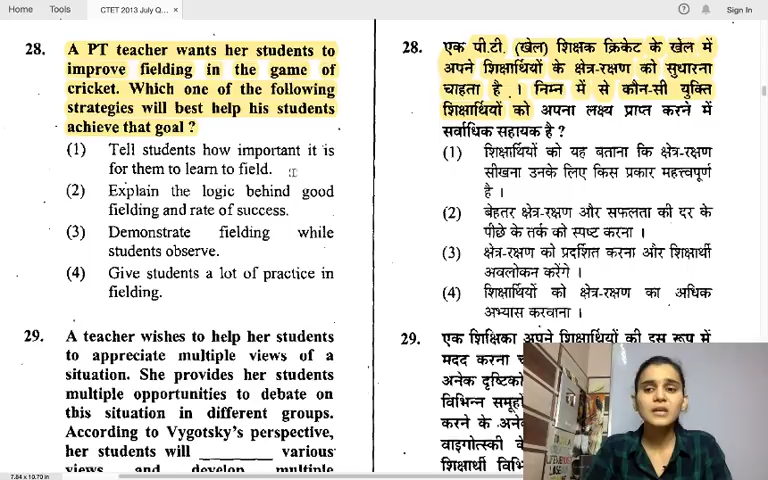 Home Tools CTET 2013 July Q... × Sign In
28. A PT teacher wants her students to
improve fielding in the game of
cricket. Which one of the following
strategies will best help his students
achieve that goal ?
(1) Tell students how important it is
for them to learn to field.
(2) Explain the logic behind good
fielding and rate of success.
(3) Demonstrate fielding while
students observe.
(4) Give students a lot of practice in
fielding.
29. A teacher wishes to help her students
to appreciate multiple views of a
situation. She provides her students
multiple opportunities to debate on
this situation in different groups.
According to Vygotsky's perspective,
her students will ________ various
views and develop multiple
28. एक पी.टी. (खेल) शिक्षक क्रिकेट के खेल में
अपने शिक्षार्थियों के क्षेत्र-रक्षण को सुधारना
चाहता है । निम्न में से कौन-सी युक्ति
शिक्षार्थियों को अपना लक्ष्य प्राप्त करने में
सर्वाधिक सहायक है ?
(1) शिक्षार्थियों को यह बताना कि क्षेत्र-रक्षण
सीखना उनके लिए किस प्रकार महत्त्वपूर्ण
है ।
(2) बेहतर क्षेत्र-रक्षण और सफलता की दर के
पीछे के तर्क को स्पष्ट करना ।
(3) क्षेत्र-रक्षण को प्रदर्शित करना और शिक्षार्थी
अवलोकन करेंगे ।
(4) शिक्षार्थियों को क्षेत्र-रक्षण का अधिक
अभ्यास करवाना ।
29. एक शिक्षिका अपने शिक्षार्थियों की इस रूप में
मदद करना
अनेक
विभिन्न
करने के
वाइगोत्स्की
शिक्षार्थी
7.84 x 10.70 in